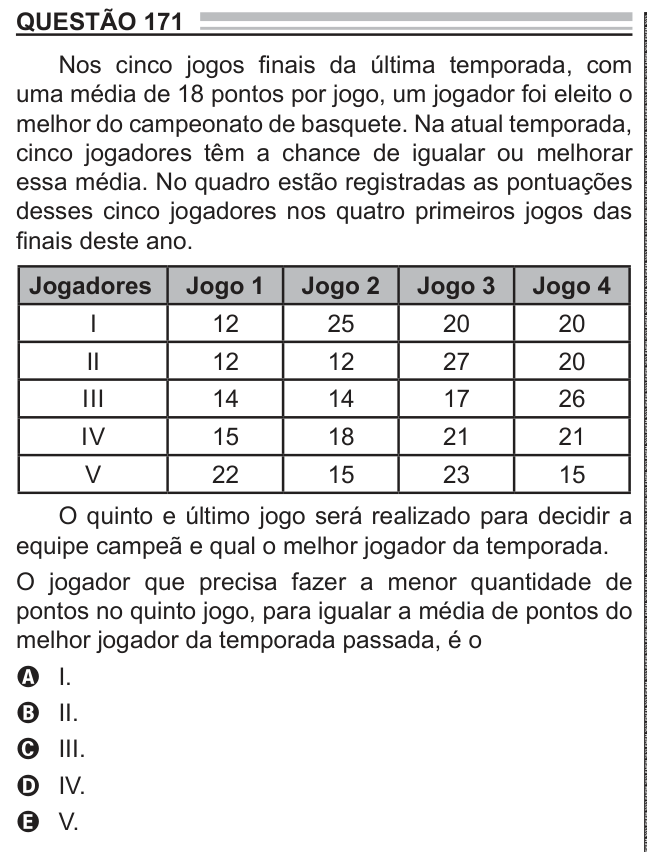 QUESTÃO 171
Nos cinco jogos finais da última temporada, com
uma média de 18 pontos por jogo, um jogador foi eleito o
melhor do campeonato de basquete. Na atual temporada,
cinco jogadores têm a chance de igualar ou melhorar
essa média. No quadro estão registradas as pontuações
desses cinco jogadores nos quatro primeiros jogos das
finais deste ano.
Jogadores Jogo 1 Jogo 2 Jogo 3 Jogo 4
I 12 25 20 20
II 12 12 27 20
III 14 14 17 26
IV 15 18 21 21
V 22 15 23 15
O quinto e último jogo será realizado para decidir a
equipe campeã e qual o melhor jogador da temporada.
O jogador que precisa fazer a menor quantidade de
pontos no quinto jogo, para igualar a média de pontos do
melhor jogador da temporada passada, é o
A I.
B II.
C III.
D IV.
E V.